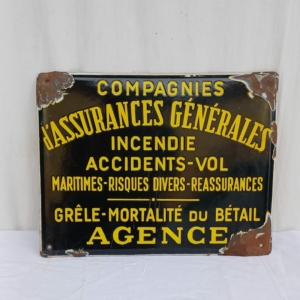 COMPAGNIES
d'ASSURANCES GÉNÉRALES
INCENDIE
ACCIDENTS-VOL
MARITIMES-RISQUES DIVERS-REASSURANCES
GRÊLE-MORTALITÉ DU BÉTAIL
AGENCE